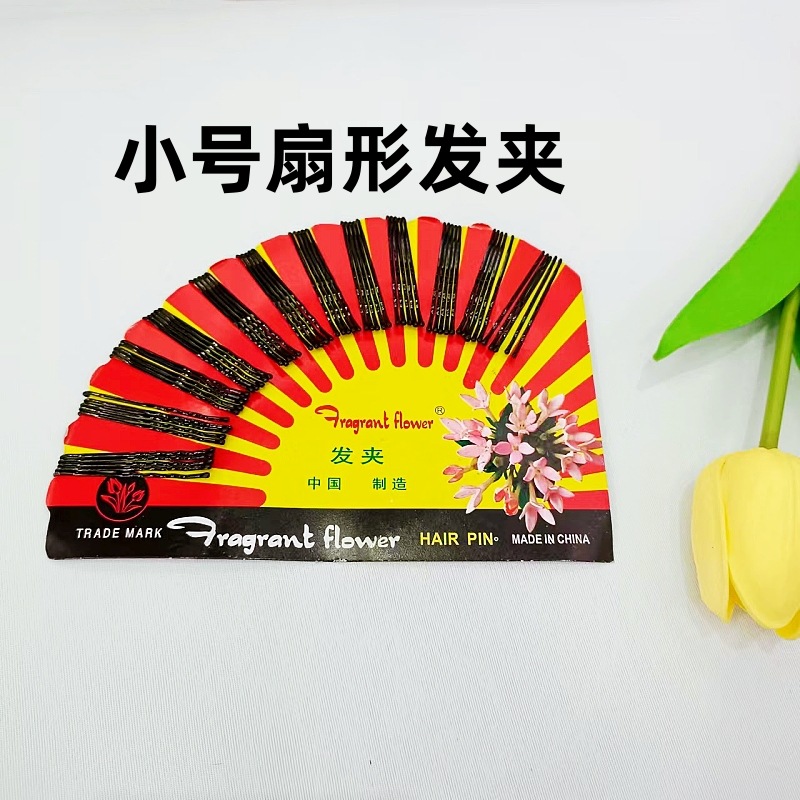 小号扇形发夹
Fragrant flower®
发夹
中国 制造
TRADE MARK Fragrant flower HAIR PIN。 MADE IN CHINA